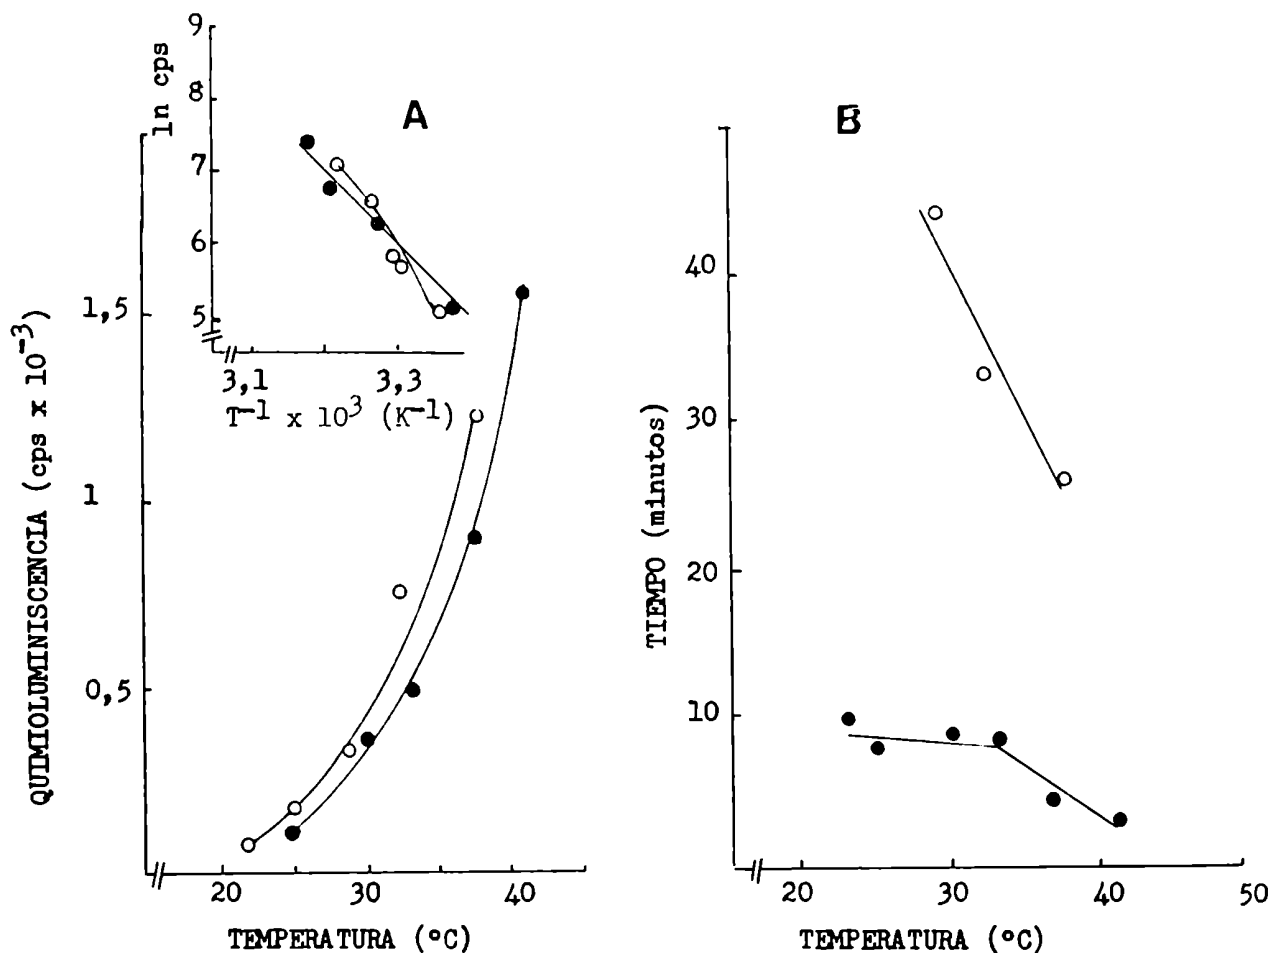 A
ln cps
9
8
7
6
5
3,1 3,3
T-1 x 103 (K-1)
QUIMIOLUMINISCENCIA (cps x 10-3)
1,5
1
0,5
20 30 40
TEMPERATURA (ºC)
B
TIEMPO (minutos)
40
30
20
10
20 30 40 50
TEMPERATURA (ºC)